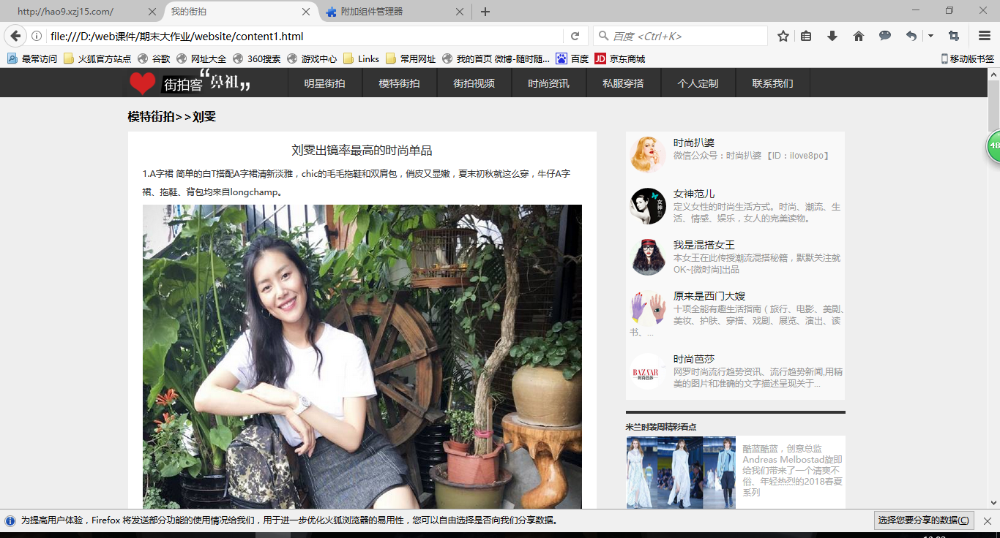 http://hao9.xzj15.com/
我的街拍
附加组件管理器
file:///D:/web课件/期末大作业/website/content1.html
百度 <Ctrl+K>
最常访问 火狐官方站点 谷歌 网址大全 360搜索 游戏中心 Links 常用网址 我的首页 微博-随时随... 百度 JD 京东商城 移动版书签
街拍客“鼻祖”
明星街拍 模特街拍 街拍视频 时尚资讯 私服穿搭 个人定制 联系我们
模特街拍>>刘雯
刘雯出镜率最高的时尚单品
1.A字裙 简单的白T搭配A字裙清新淡雅，chic的毛毛拖鞋和双肩包，俏皮又显嫩，夏末初秋就这么穿，牛仔A字
裙、拖鞋、背包均来自longchamp。
时尚扒婆
微信公众号：时尚扒婆 【ID：ilove8po】
女神
女神范儿
定义女性的时尚生活方式。时尚、潮流、生
活、情感、娱乐，女人的完美读物。
我是混搭女王
本女王在此传授潮流混搭秘籍，默默关注就
OK~[微时尚]出品
原来是西门大嫂
十项全能有趣生活指南（旅行、电影、美剧、
美妆、护肤、穿搭、戏剧、展览、演出、读
书、...
BAZAAR
时尚芭莎
时尚芭莎
网罗时尚流行趋势资讯、流行趋势新闻,用精
美的图片和准确的文字描述呈现关于...
米兰时装周精彩看点
酷蓝酷蓝，创意总监
Andreas Melbostad旋即
给我们带来了一个清爽不
俗、年轻热烈的2018春夏
系列
48
为提高用户体验，Firefox 将发送部分功能的使用情况给我们，用于进一步优化火狐浏览器的易用性，您可以自由选择是否向我们分享数据。
选择您要分享的数据(C)